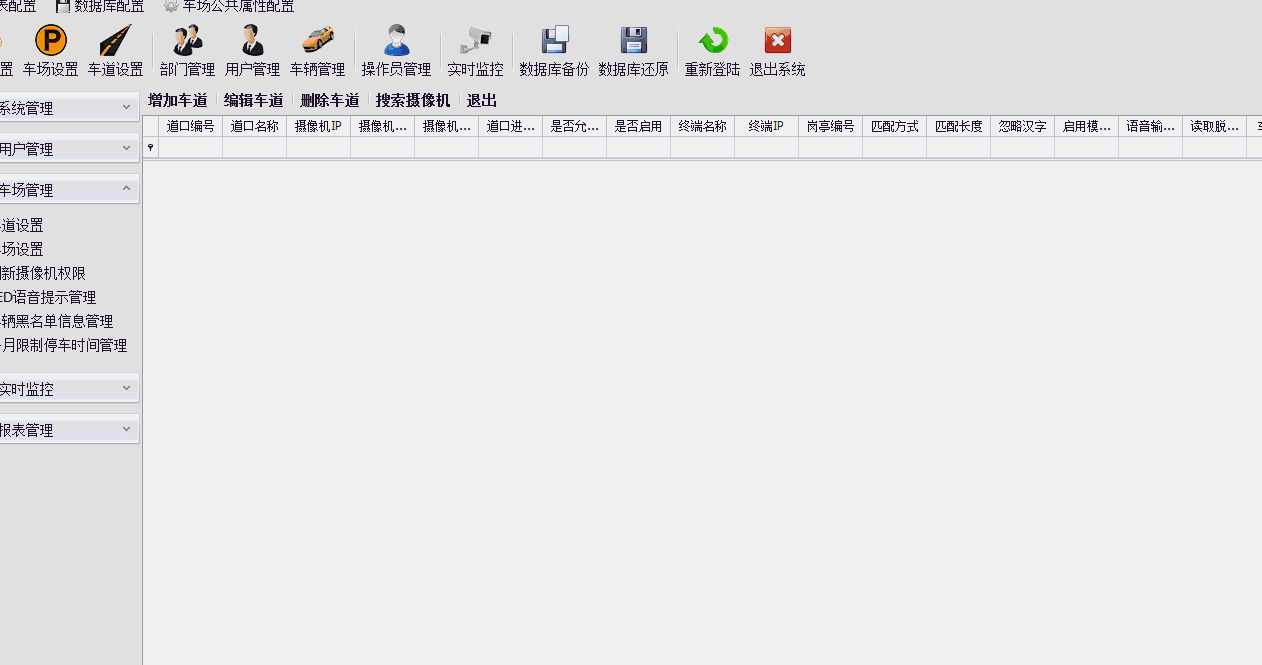 表配置 数据库配置 车场公共属性配置
置 车场设置 车道设置 部门管理 用户管理 车辆管理 操作员管理 实时监控 数据库备份 数据库还原 重新登陆 退出系统
系统管理
用户管理
车场管理
道设置
场设置
新摄像机权限
ED语音提示管理
辆黑名单信息管理
月限制停车时间管理
实时监控
报表管理
增加车道 编辑车道 删除车道 搜索摄像机 退出
道口编号 道口名称 摄像机IP 摄像机... 摄像机... 道口进... 是否允... 是否启用 终端名称 终端IP 岗亭编号 匹配方式 匹配长度 忽略汉字 启用模... 语音输... 读取脱...